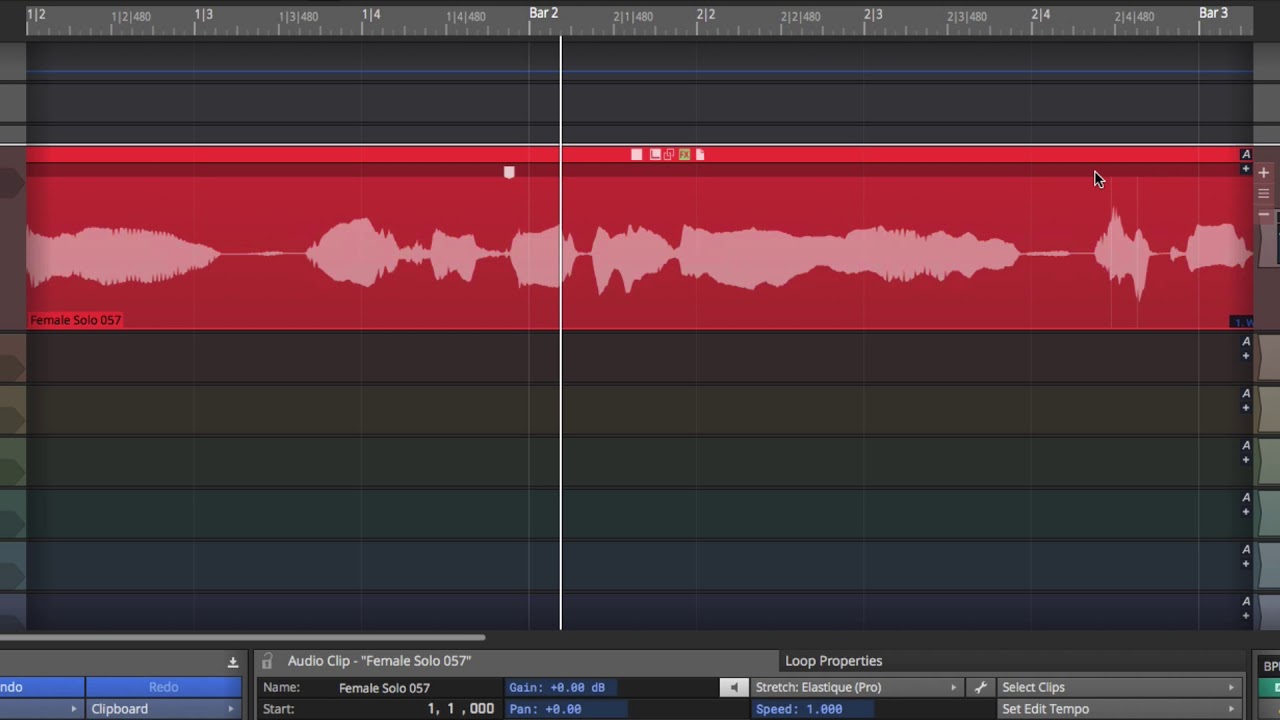 1|2 1|2|480 1|3 1|3|480 1|4 1|4|480 Bar 2 2|1|480 2|2 2|2|480 2|3 2|3|480 2|4 2|4|480 Bar 3
FX
A
Female Solo 057
1. W
A
A
A
A
A
A
Audio Clip - "Female Solo 057"
Loop Properties
BP
ndo
Redo
Name: Female Solo 057
Gain: +0.00 dB
Stretch: Elastique (Pro)
Select Clips
Clipboard
Start: 1, 1 , 000
Pan: +0.00
Speed: 1.000
Set Edit Tempo